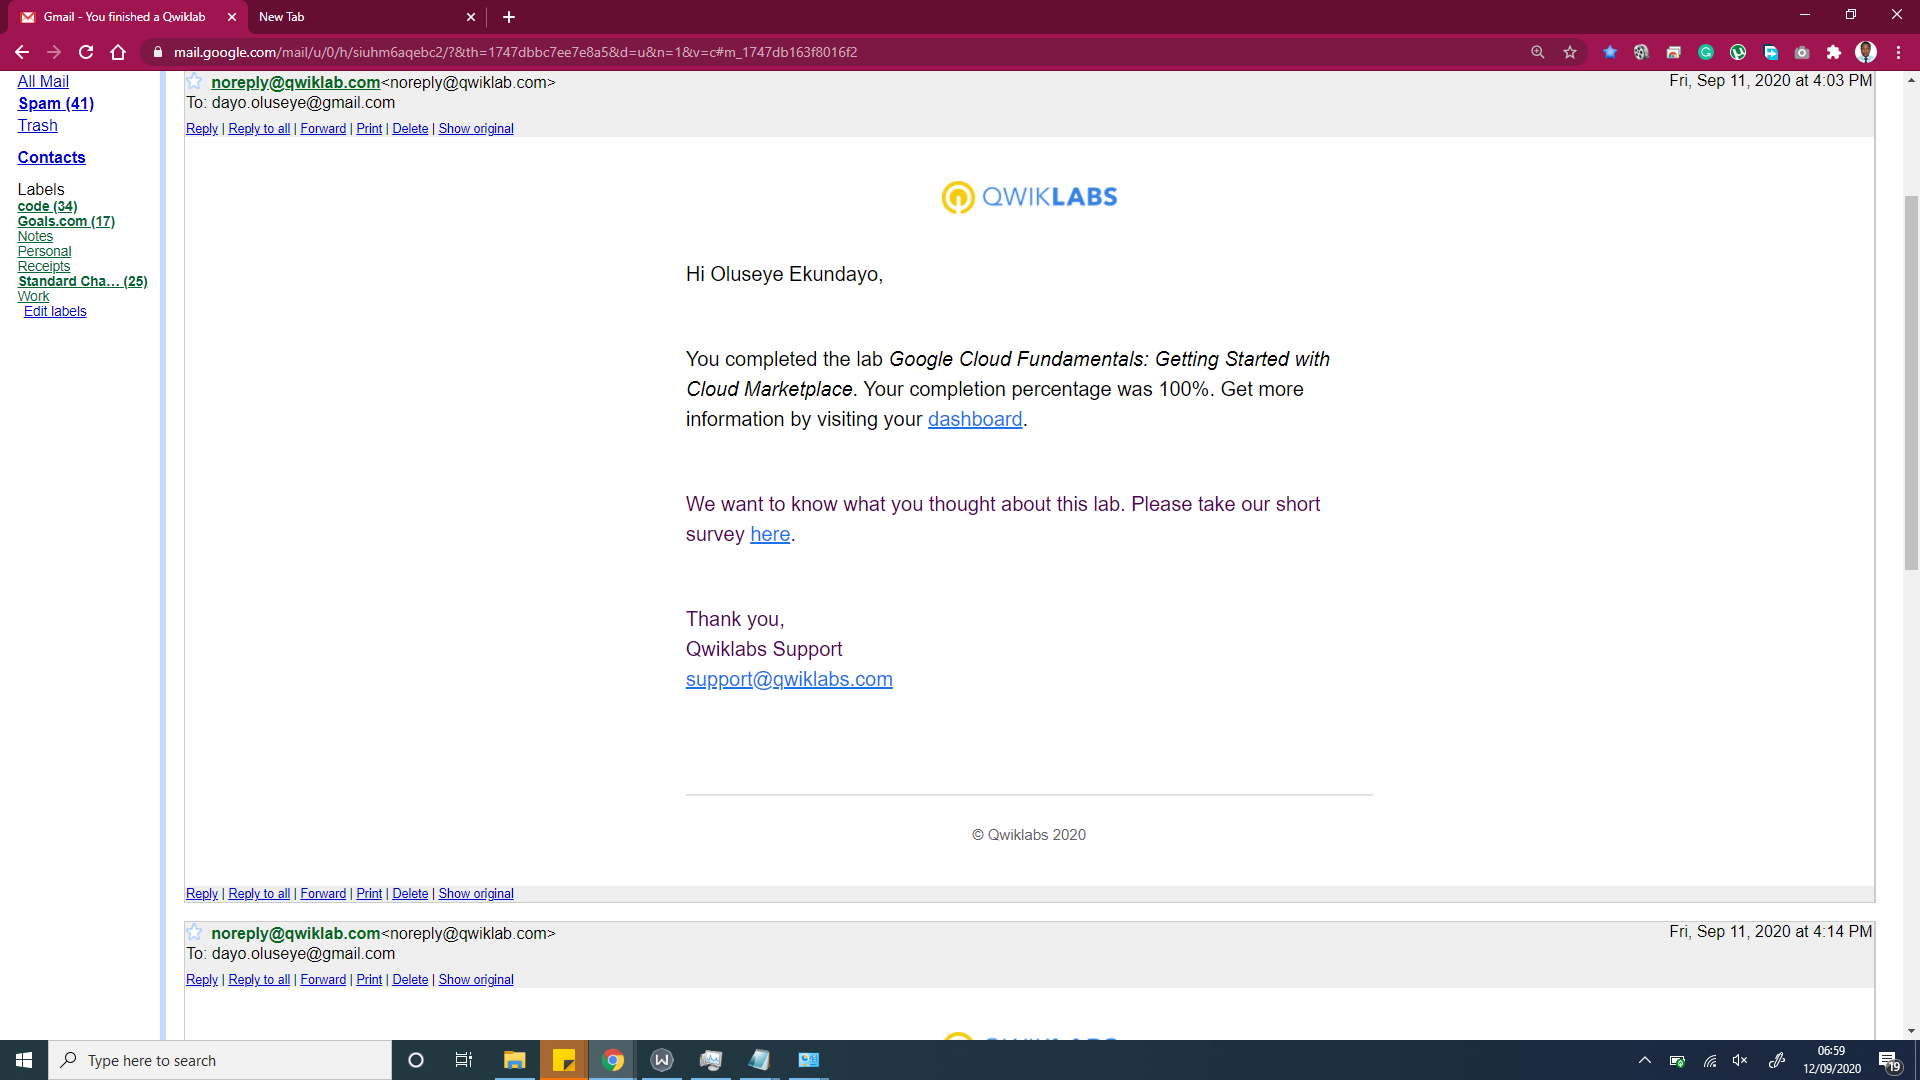 Gmail - You finished a Qwiklab
New Tab
mail.google.com/mail/u/0/h/siuhm6aqebc2/?&th=1747dbbc7ee7e8a5&d=u&n=1&v=c#m_1747db163f8016f2
All Mail
Spam (41)
Trash
Contacts
Labels
code (34)
Goals.com (17)
Notes
Personal
Receipts
Standard Cha... (25)
Work
Edit labels
noreply@qwiklab.com<noreply@qwiklab.com>
Fri, Sep 11, 2020 at 4:03 PM
To: dayo.oluseye@gmail.com
Reply | Reply to all | Forward | Print | Delete | Show original
QWIKLABS
Hi Oluseye Ekundayo,
You completed the lab Google Cloud Fundamentals: Getting Started with
Cloud Marketplace. Your completion percentage was 100%. Get more
information by visiting your dashboard.
We want to know what you thought about this lab. Please take our short
survey here.
Thank you,
Qwiklabs Support
support@qwiklabs.com
© Qwiklabs 2020
Reply | Reply to all | Forward | Print | Delete | Show original
noreply@qwiklab.com<noreply@qwiklab.com>
Fri, Sep 11, 2020 at 4:14 PM
To: dayo.oluseye@gmail.com
Reply | Reply to all | Forward | Print | Delete | Show original
Type here to search
06:59
12/09/2020
19